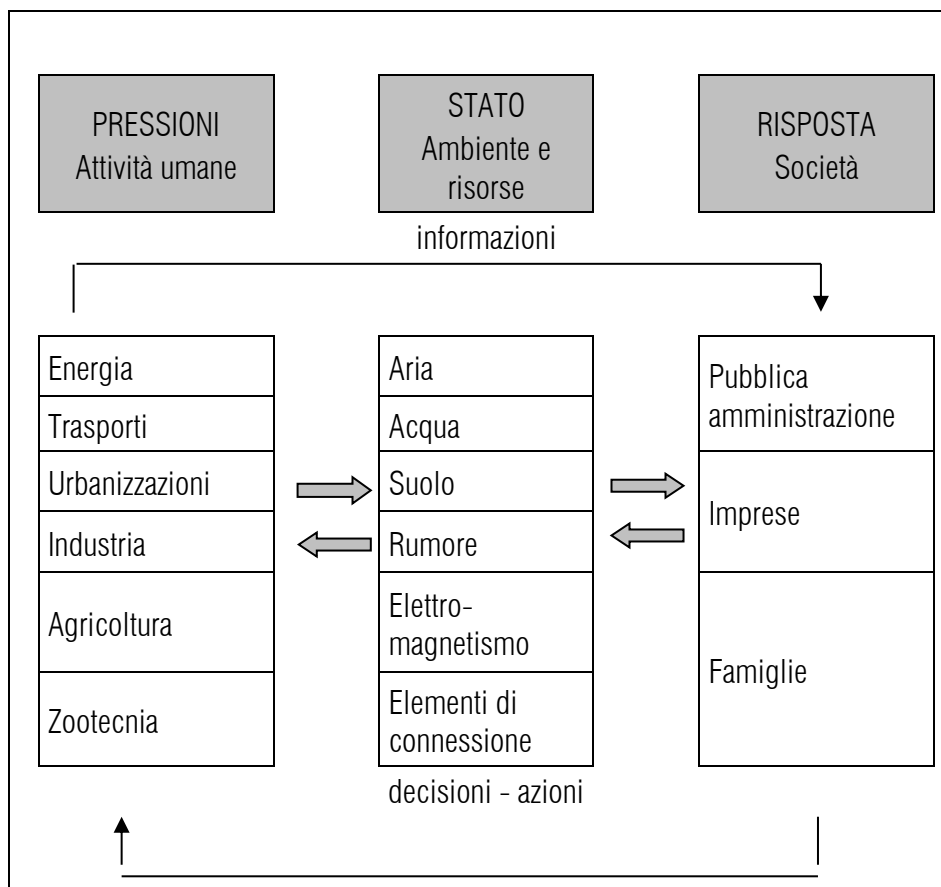 PRESSIONI
Attività umane
STATO
Ambiente e
risorse
RISPOSTA
Società
informazioni
Energia
Trasporti
Urbanizzazioni
Industria
Agricoltura
Zootecnia
Aria
Acqua
Suolo
Rumore
Elettro-
magnetismo
Elementi di
connessione
Pubblica
amministrazione
Imprese
Famiglie
decisioni - azioni